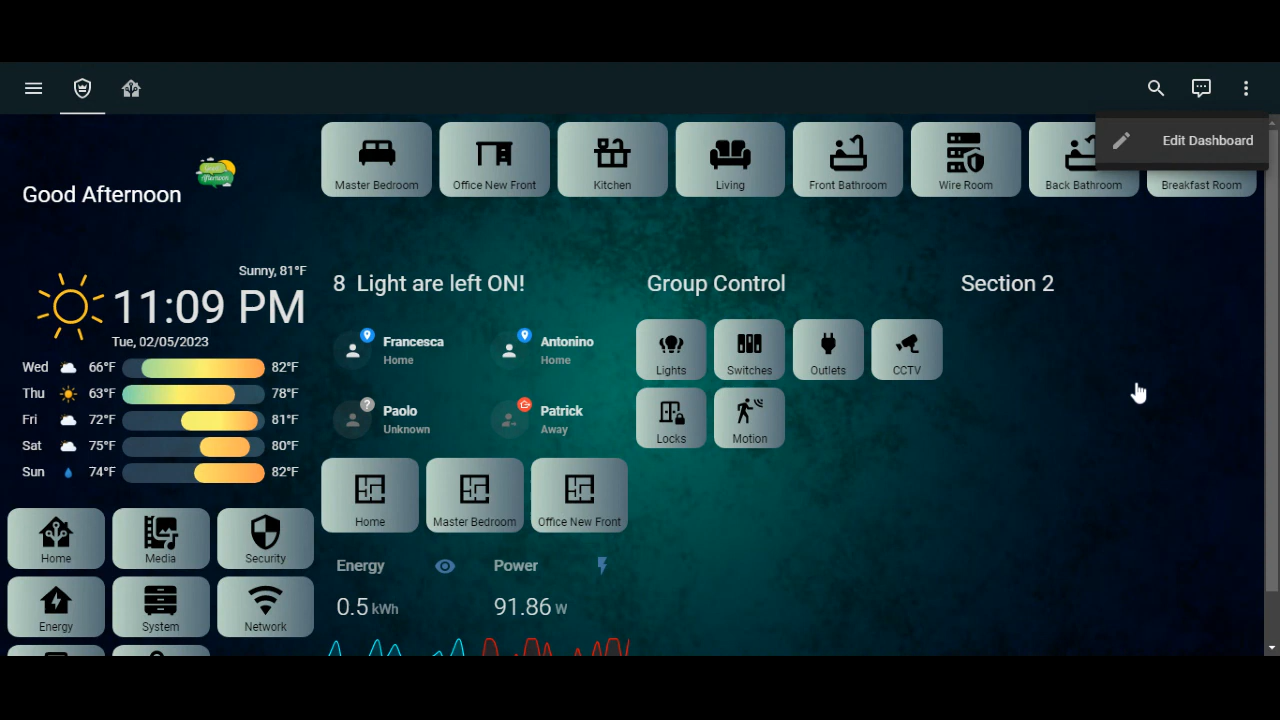 Edit Dashboard
Master Bedroom
Office New Front
Kitchen
Living
Front Bathroom
Wire Room
Back Bathroom
Breakfast Room
Good Afternoon
Afternoon
Sunny, 81°F
11:09 PM
Tue, 02/05/2023
Wed 66°F 82°F
Thu 63°F 78°F
Fri 72°F 81°F
Sat 75°F 80°F
Sun 74°F 82°F
Home
Media
Security
Energy
System
Network
8 Light are left ON!
Francesca
Home
Antonino
Home
?
Paolo
Unknown
Patrick
Away
Home
Master Bedroom
Office New Front
Energy
0.5 kWh
Power
91.86 W
Group Control
Lights
Switches
Outlets
CCTV
Locks
Motion
Section 2